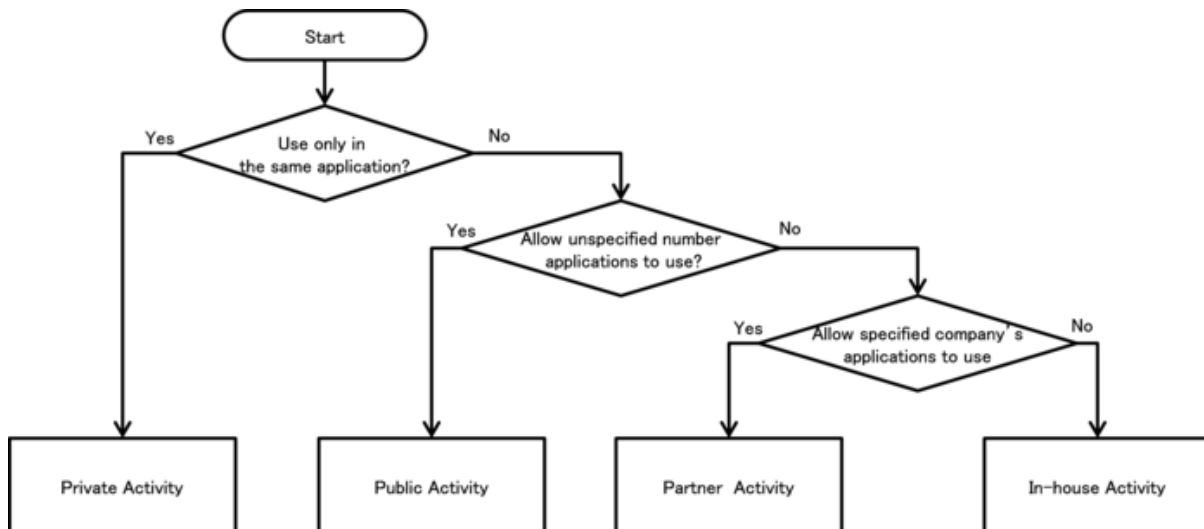 Start
Yes
No
Use only in
the same application?
Yes
No
Allow unspecified number
applications to use?
Yes
No
Allow specified company's
applications to use
Private Activity
Public Activity
Partner Activity
In-house Activity